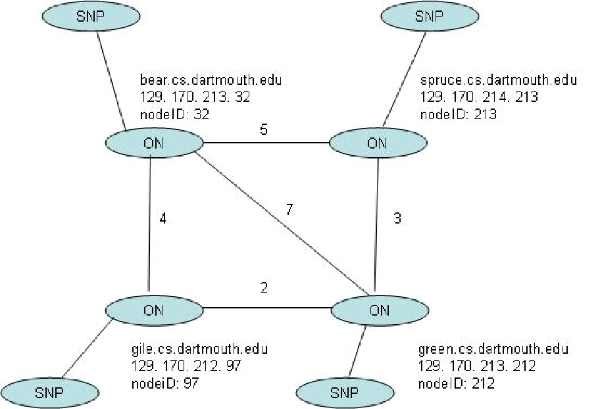 SNP
SNP
bear.cs.dartmouth.edu
129. 170. 213. 32
nodeID: 32
spruce.cs.dartmouth.edu
129. 170. 214. 213
nodeID: 213
ON
5
ON
4
7
3
ON
2
ON
gile.cs.dartmouth.edu
129. 170. 212. 97
nodeID: 97
green.cs.dartmouth.edu
129. 170. 213. 212
nodeID: 212
SNP
SNP